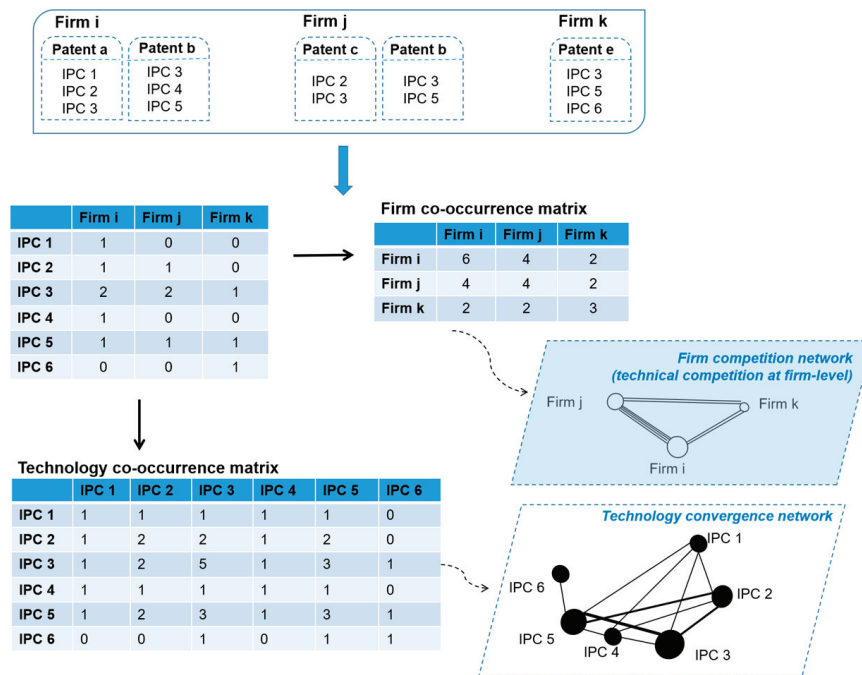 Firm i Firm j Firm k
Patent a Patent b Patent c Patent b Patent e
IPC 1 IPC 3 IPC 2 IPC 3 IPC 3
IPC 2 IPC 4 IPC 3 IPC 5 IPC 5
IPC 3 IPC 5 IPC 6
Firm i Firm j Firm k
IPC 1 1 0 0
IPC 2 1 1 0
IPC 3 2 2 1
IPC 4 1 0 0
IPC 5 1 1 1
IPC 6 0 0 1
Firm co-occurrence matrix
Firm i Firm j Firm k
Firm i 6 4 2
Firm j 4 4 2
Firm k 2 2 3
Firm competition network
(technical competition at firm-level)
Firm j
Firm k
Firm i
Technology co-occurrence matrix
IPC 1 IPC 2 IPC 3 IPC 4 IPC 5 IPC 6
IPC 1 1 1 1 1 1 0
IPC 2 1 2 2 1 2 0
IPC 3 1 2 5 1 3 1
IPC 4 1 1 1 1 1 0
IPC 5 1 2 3 1 3 1
IPC 6 0 0 1 0 1 1
Technology convergence network
IPC 1
IPC 6
IPC 2
IPC 5
IPC 4
IPC 3